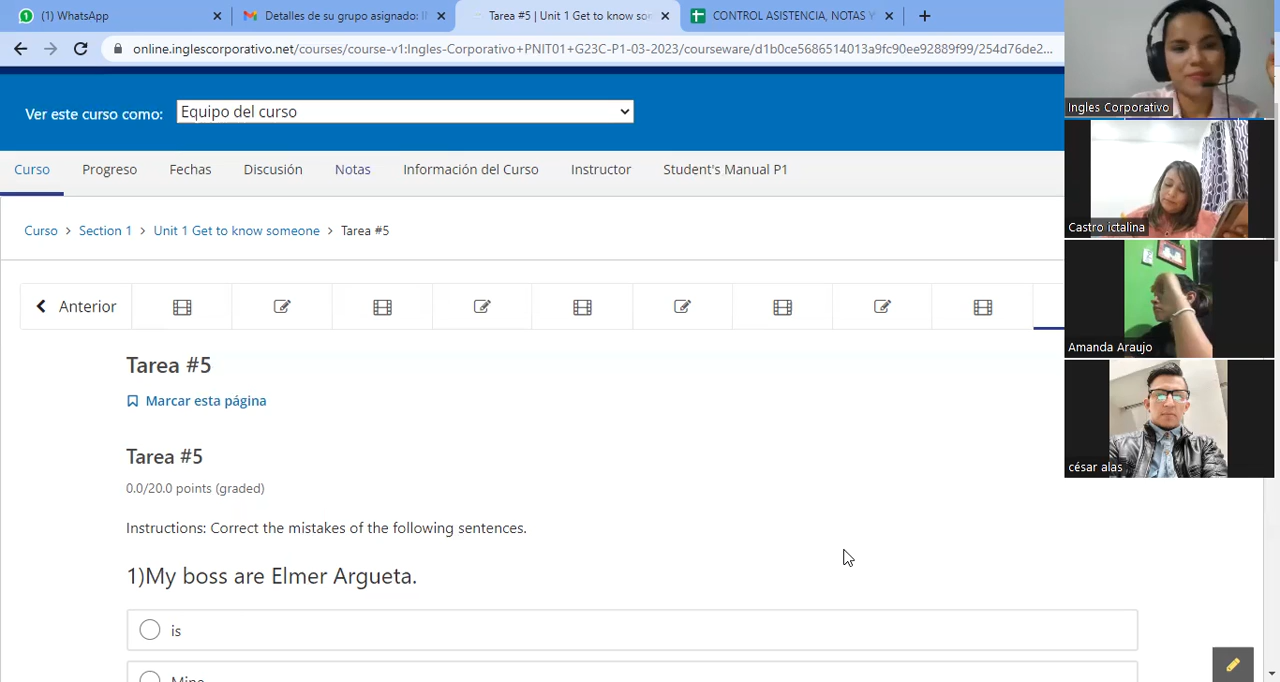 (1) WhatsApp
Detalles de su grupo asignado: I
Tarea #5 | Unit 1 Get to know so
CONTROL ASISTENCIA, NOTAS Y
online.inglescorporativo.net/courses/course-v1:Ingles-Corporativo+PNIT01+G23C-P1-03-2023/courseware/d1b0ce5686514013a9fc90ee92889f99/254d76de2...
Ver este curso como:
Equipo del curso
Curso
Progreso
Fechas
Discusión
Notas
Información del Curso
Instructor
Student's Manual P1
Curso > Section 1 > Unit 1 Get to know someone > Tarea #5
Anterior
Tarea #5
Marcar esta página
Tarea #5
0.0/20.0 points (graded)
Instructions: Correct the mistakes of the following sentences.
1)My boss are Elmer Argueta.
is
Mine
Ingles Corporativo
Castro ictalina
Amanda Araujo
césar alas